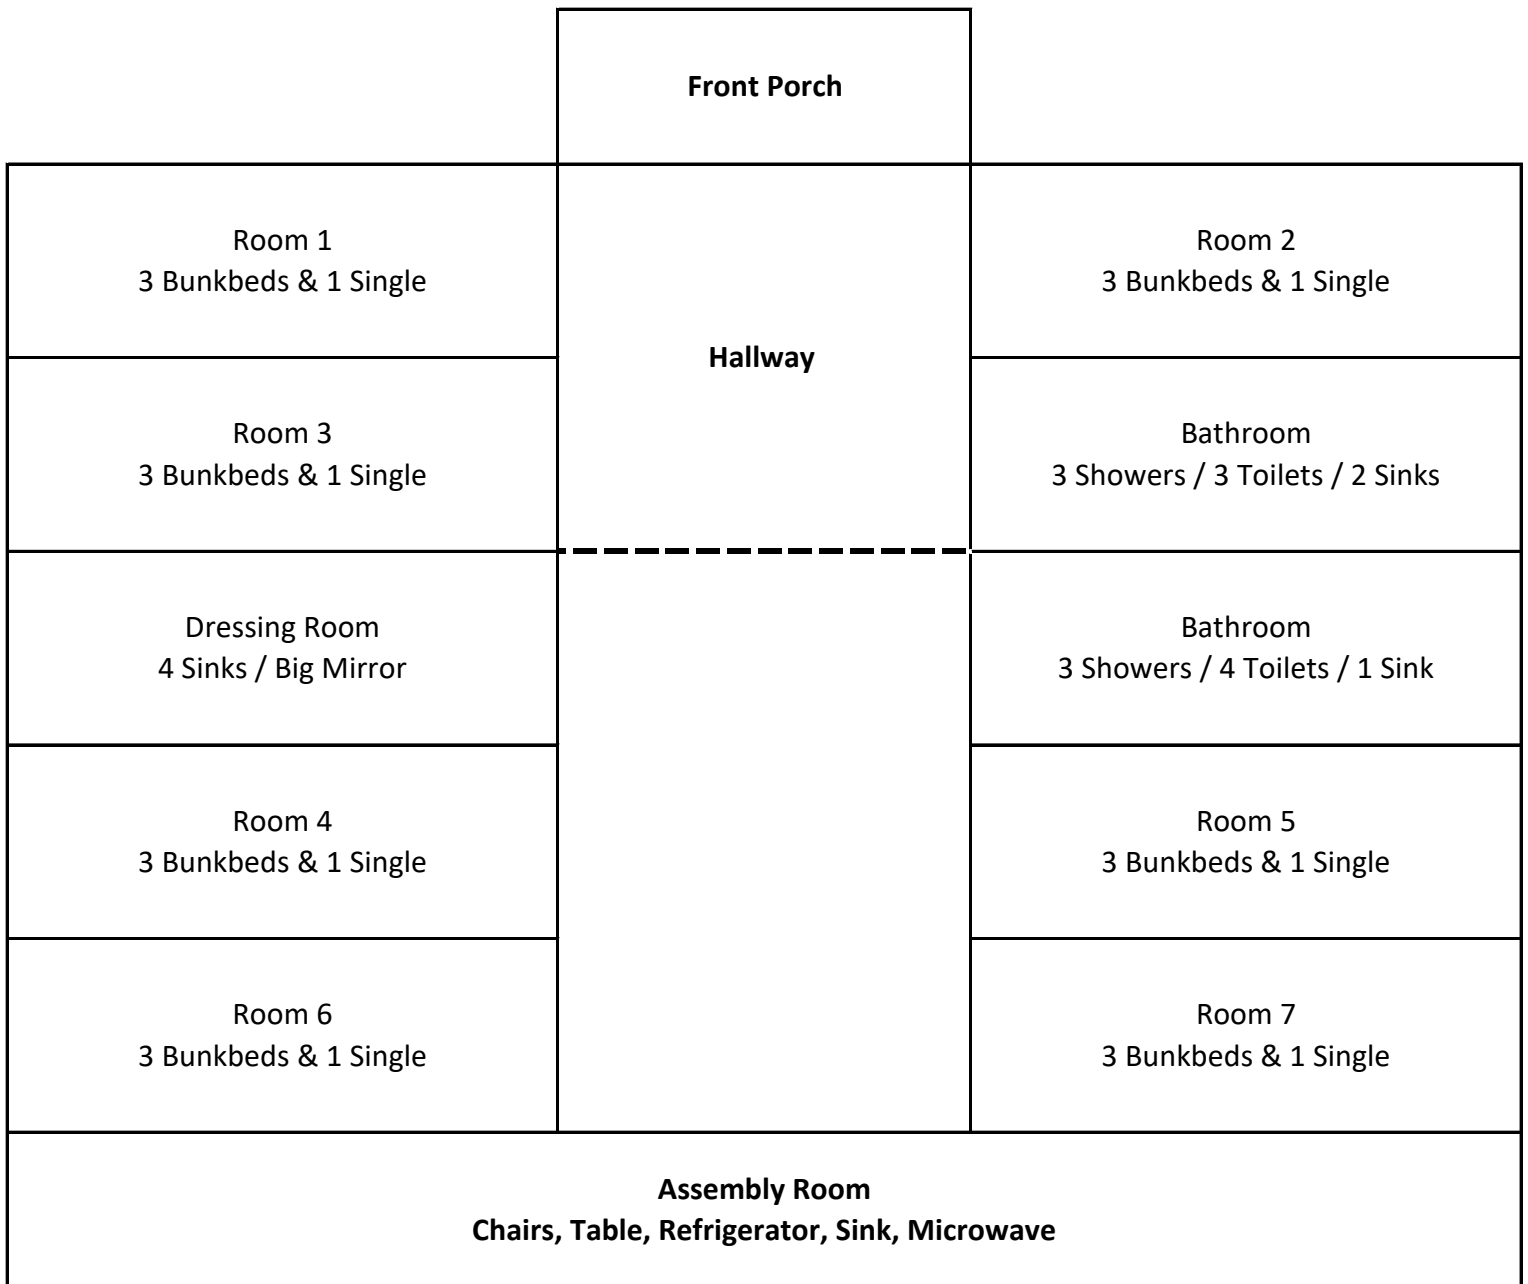 Front Porch
Room 1
3 Bunkbeds & 1 Single
Room 2
3 Bunkbeds & 1 Single
Hallway
Room 3
3 Bunkbeds & 1 Single
Bathroom
3 Showers / 3 Toilets / 2 Sinks
Dressing Room
4 Sinks / Big Mirror
Bathroom
3 Showers / 4 Toilets / 1 Sink
Room 4
3 Bunkbeds & 1 Single
Room 5
3 Bunkbeds & 1 Single
Room 6
3 Bunkbeds & 1 Single
Room 7
3 Bunkbeds & 1 Single
Assembly Room
Chairs, Table, Refrigerator, Sink, Microwave